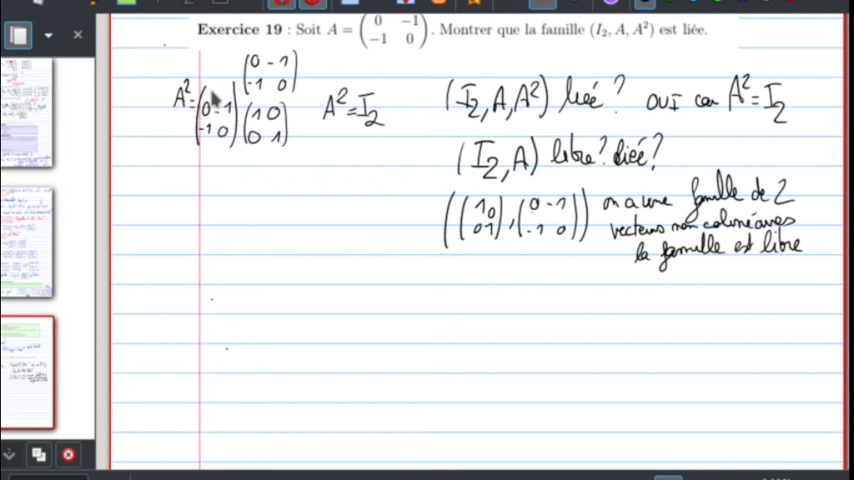 Exercice 19 : Soit A = ( 0 −1 ; −1 0 ). Montrer que la famille (I₂, A, A²) est liée.
(0 -1
-1 0)
A² = (0 -1
-1 0) (1 0
0 1) A² = I₂
(I₂, A, A²) liée ? OUI car A² = I₂
(I₂, A) libre ? liée ?
((1 0
0 1), (0 -1
-1 0)) on a une famille de 2
vecteurs non colinéaires
la famille est libre